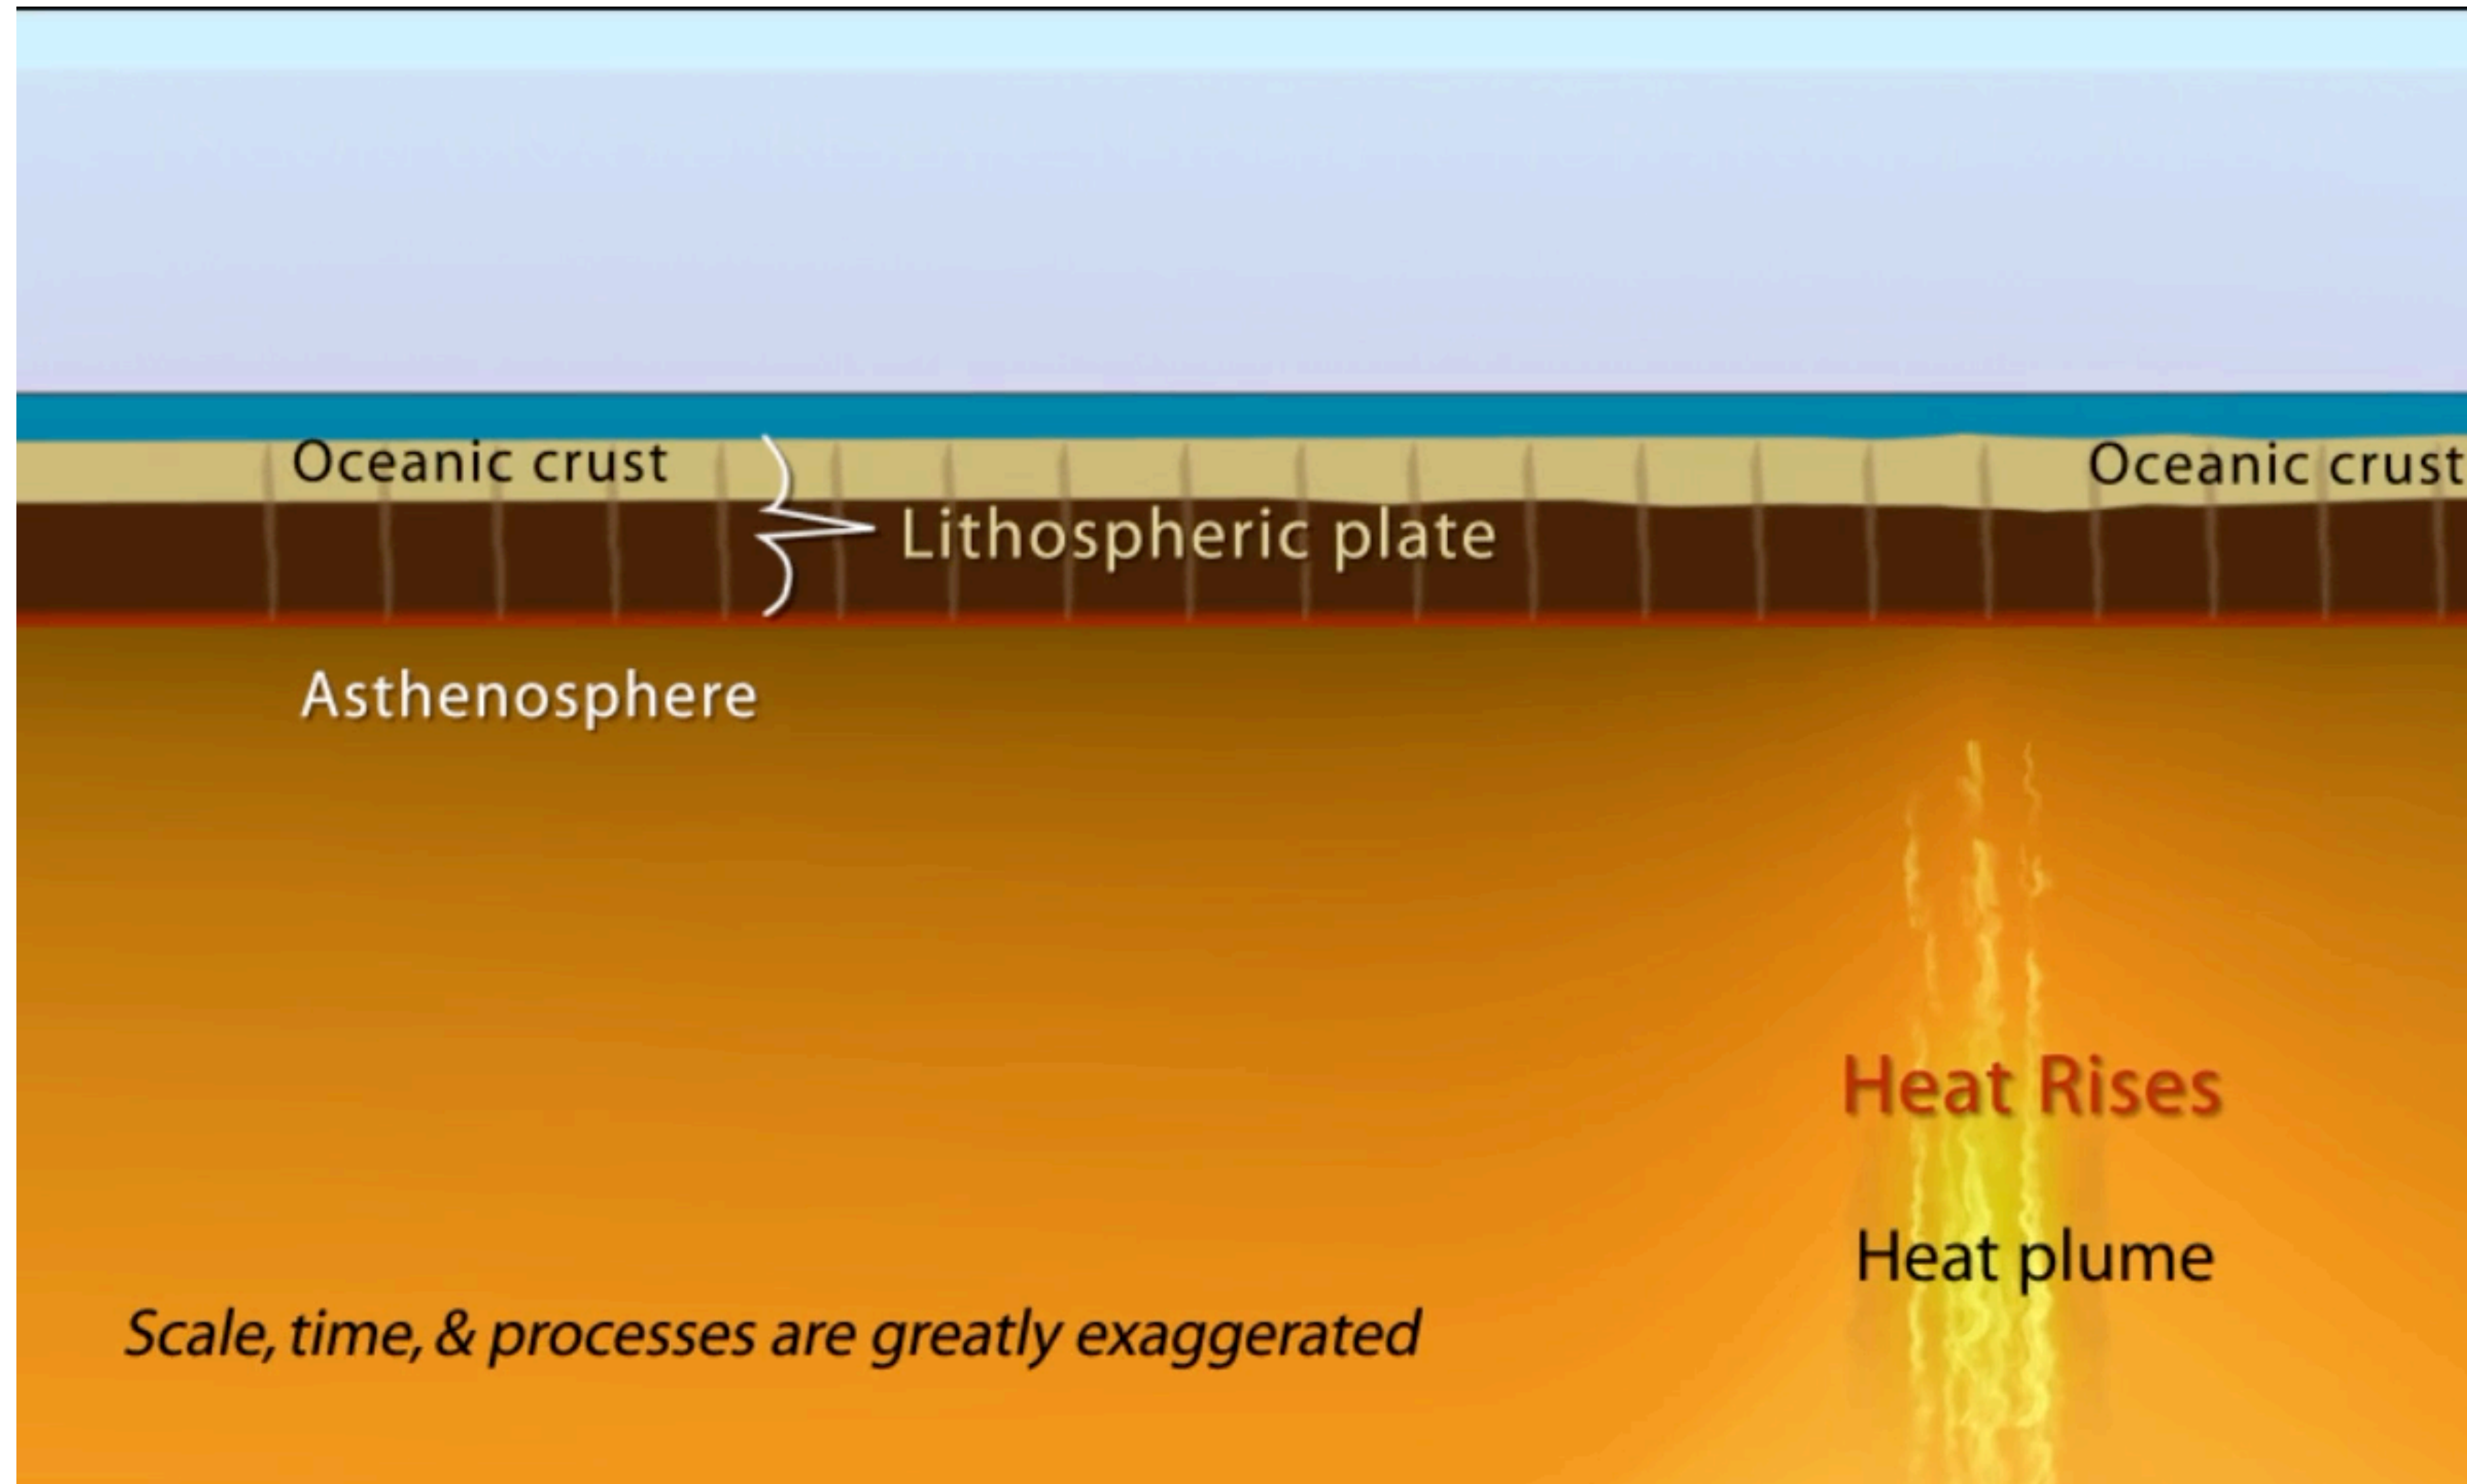 Oceanic crust
Oceanic crust
Lithospheric plate
Asthenosphere
Heat Rises
Heat plume
Scale, time, & processes are greatly exaggerated